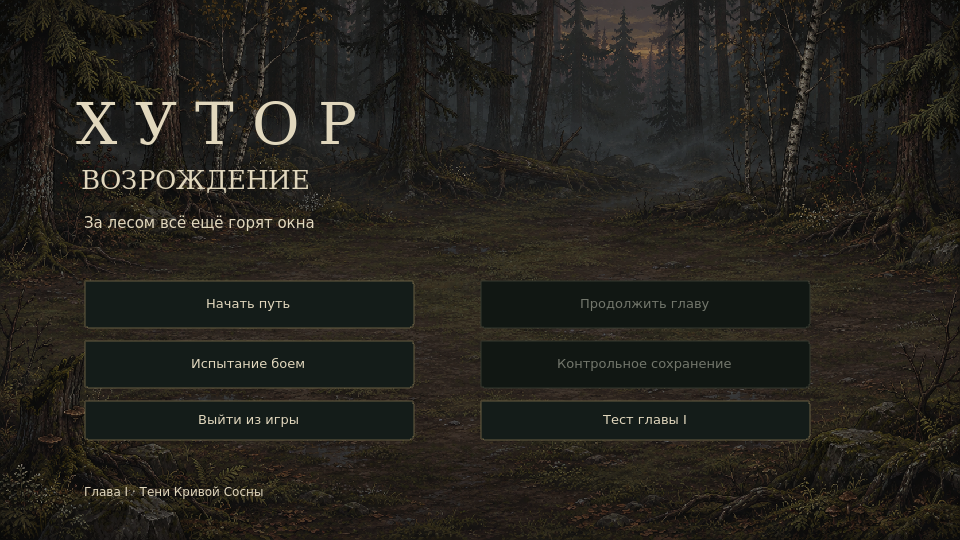 ХУТОР
ВОЗРОЖДЕНИЕ
За лесом всё ещё горят окна
Начать путь
Продолжить главу
Испытание боем
Контрольное сохранение
Выйти из игры
Тест главы I
Глава I · Тени Кривой Сосны